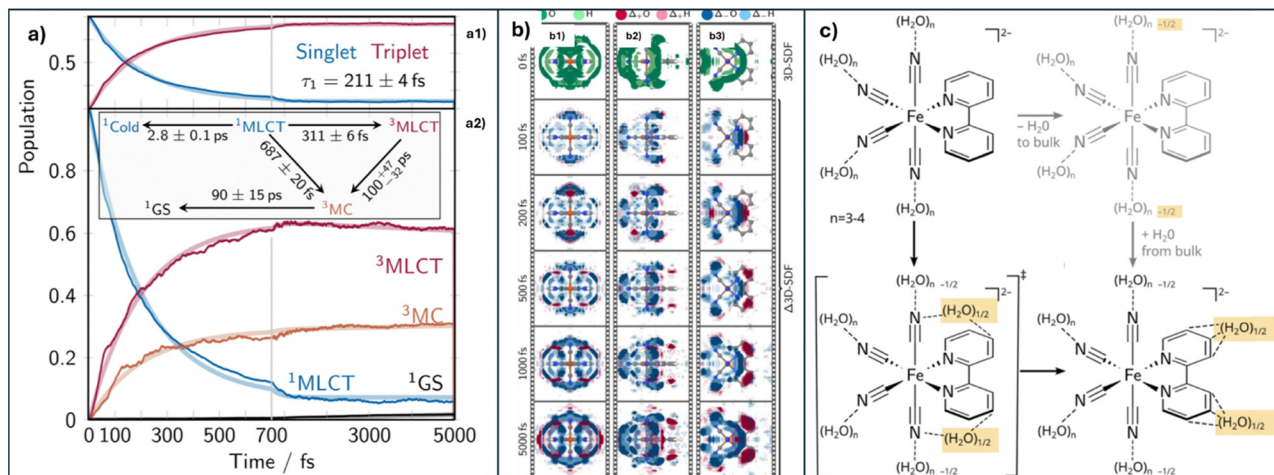 a)
a1)
Singlet Triplet
τ₁ = 211 ± 4 fs
0.5
a2)
¹Cold
¹MLCT
³MLCT
2.8 ± 0.1 ps
311 ± 6 fs
687 ± 20 fs
100⁺⁴⁷₋₃₂ ps
90 ± 15 ps
¹GS
³MC
Population
1
0.8
0.6
0.4
0.2
0
³MLCT
³MC
¹MLCT
¹GS
0 100 300 500 700 3000 5000
Time / fs
b)
O H Δ₊O Δ₊H Δ₋O Δ₋H
b1) b2) b3)
0 fs
100 fs
200 fs
500 fs
1000 fs
5000 fs
3D-SDF
Δ3D-SDF
c)
(H₂O)n
2-
(H₂O)n
N
N
N
Fe
N
N
N
(H₂O)n
(H₂O)n
n=3-4
− H₂O
to bulk
(H₂O)n -1/2
2-
(H₂O)n
N
N
N
Fe
N
N
N
(H₂O)n
(H₂O)n -1/2
+ H₂O
from bulk
(H₂O)n -1/2
2- ‡
(H₂O)n
N
(H₂O)1/2
N
N
Fe
N
N
N
(H₂O)n
(H₂O)1/2
(H₂O)n -1/2
(H₂O)n -1/2
2-
(H₂O)n
N
(H₂O)1/2
N
N
Fe
N
N
N
(H₂O)n
(H₂O)1/2
(H₂O)n -1/2